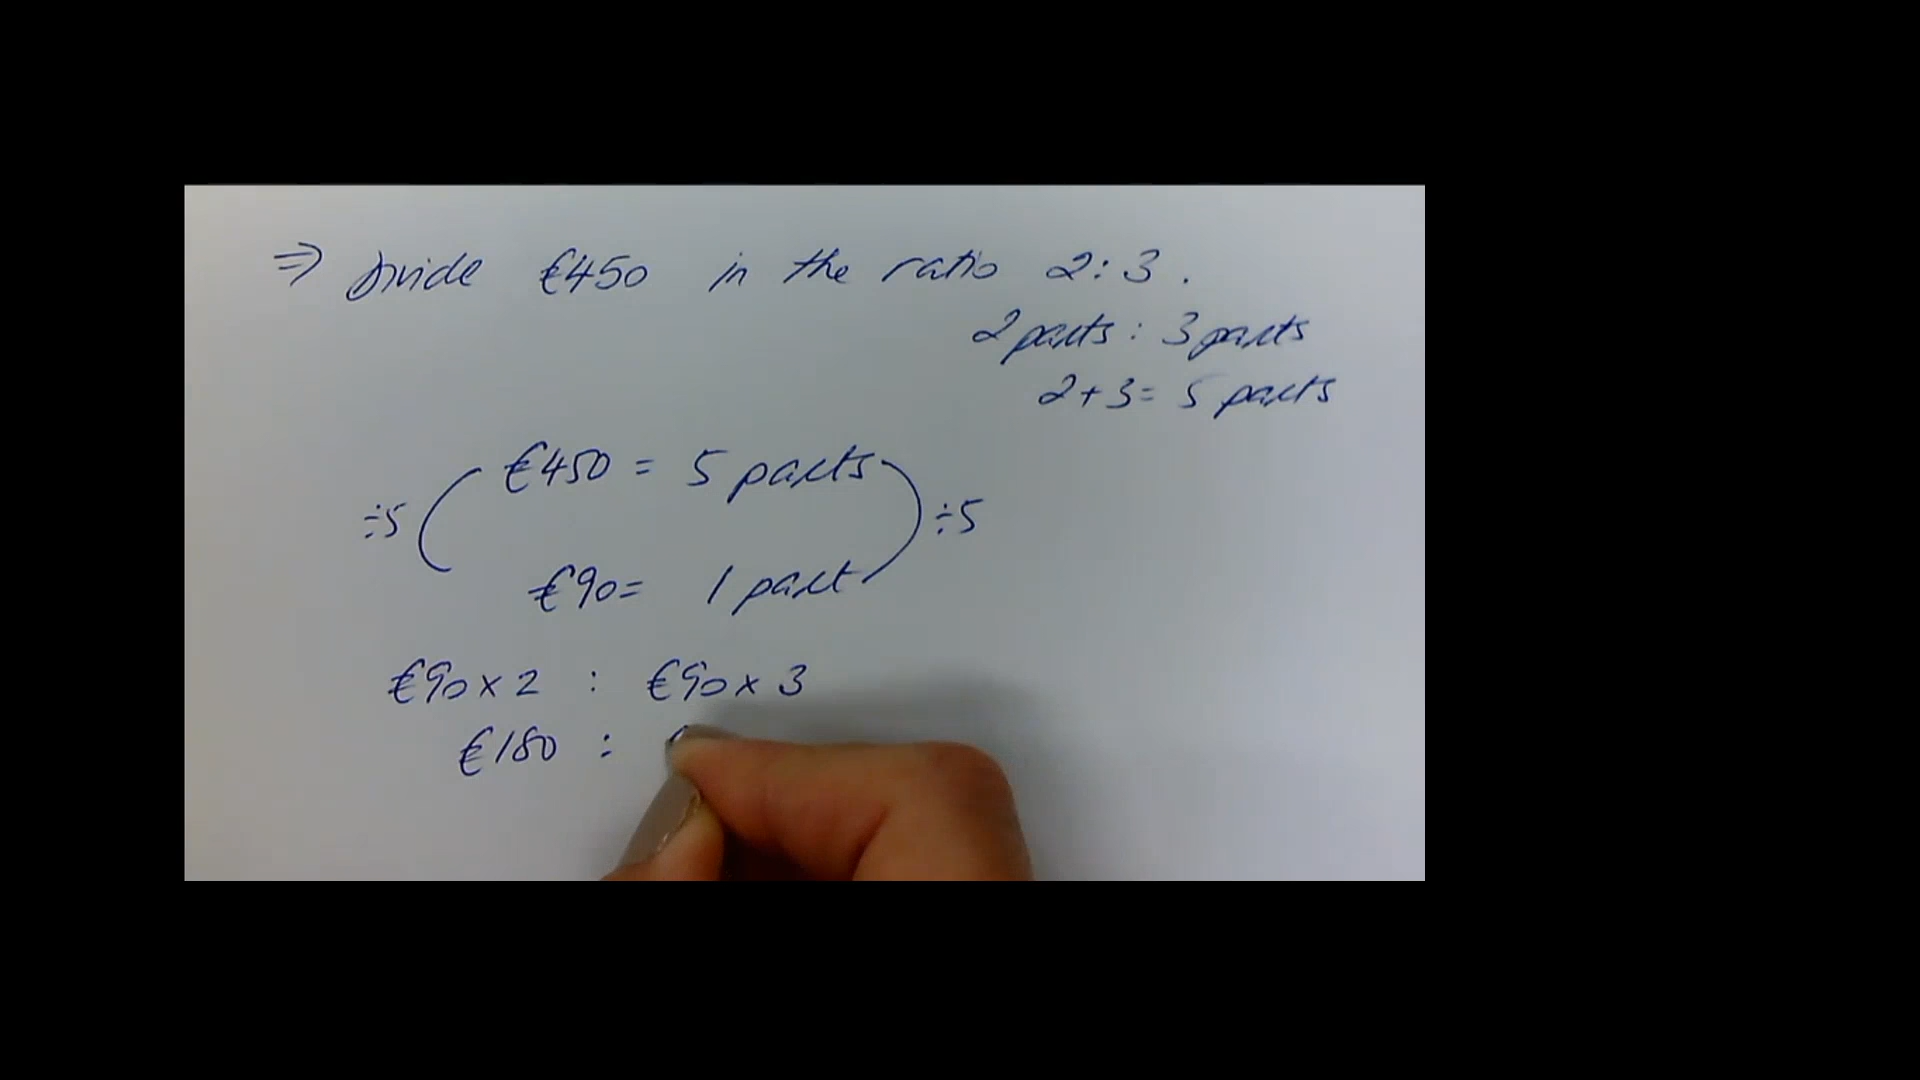 ⇒ Divide €450 in the ratio 2:3.
2 parts : 3 parts
2+3= 5 parts
€450 = 5 parts
÷5 ÷5
€90= 1 part
€90 x 2 : €90 x 3
€180 :